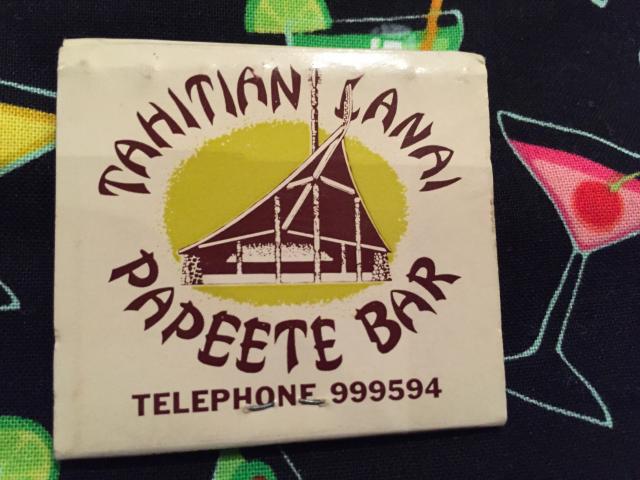 TAHITIAN LANAI
PAPEETE BAR
TELEPHONE 999594